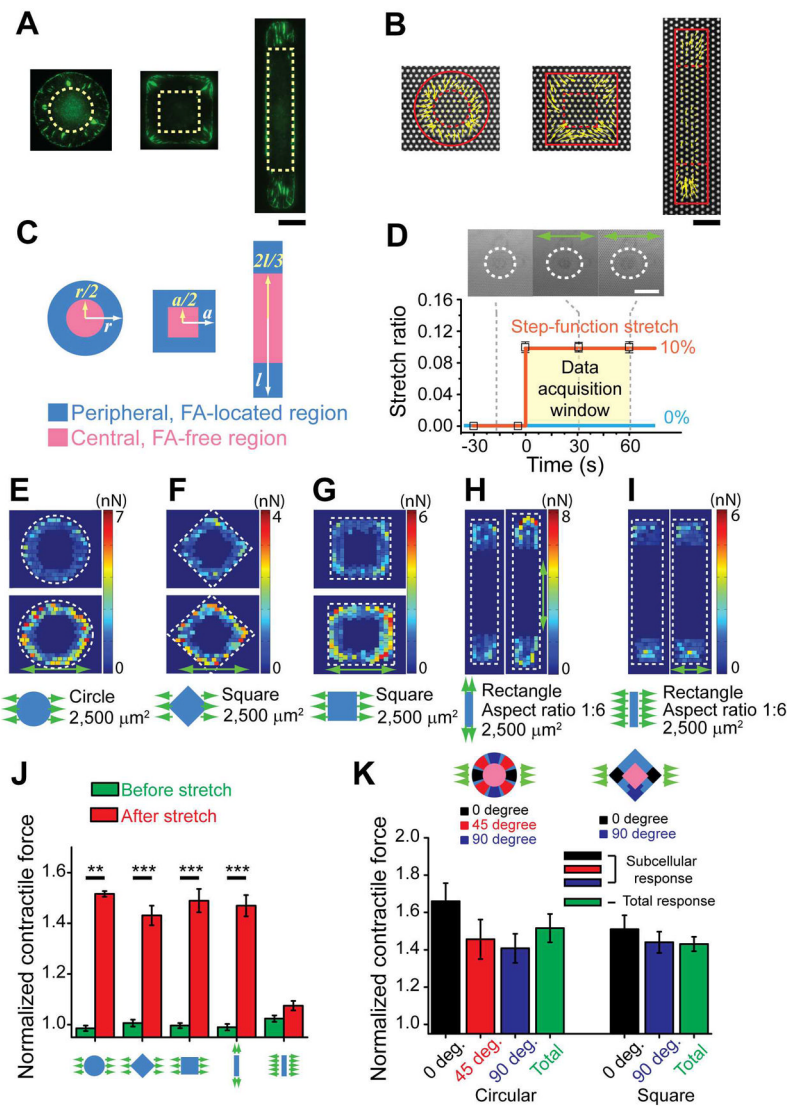 A
B
C
r/2
r
a/2
a
2l/3
l
Peripheral, FA-located region
Central, FA-free region
D
Stretch ratio
0.16
0.12
0.08
0.04
0.00
Step-function stretch
10%
Data
acquisition
window
0%
-30 0 30 60
Time (s)
E
(nN)
7
0
F
(nN)
4
0
G
(nN)
6
0
H
(nN)
8
0
I
(nN)
6
0
Circle
2,500 μm²
Square
2,500 μm²
Square
2,500 μm²
Rectangle
Aspect ratio 1:6
2,500 μm²
Rectangle
Aspect ratio 1:6
2,500 μm²
J
Before stretch
After stretch
Normalized contractile force
1.6
1.4
1.2
1.0
** *** *** ***
K
0 degree
45 degree
90 degree
0 degree
90 degree
Normalized contractile force
2.0
1.8
1.6
1.4
1.2
1.0
Subcellular
response
Total response
0 deg. 45 deg. 90 deg. Total
0 deg. 90 deg. Total
Circular Square